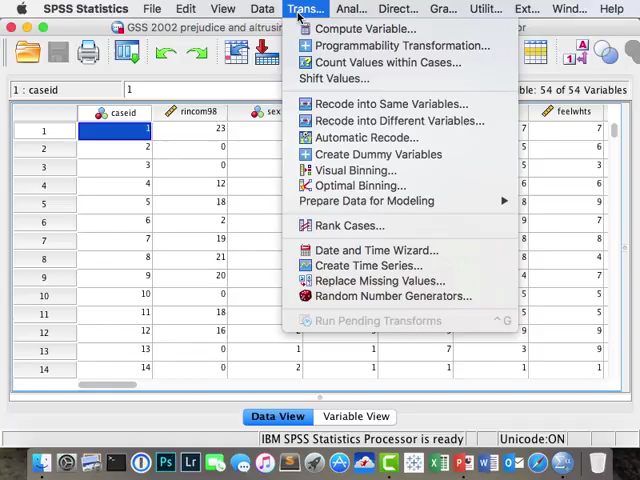 SPSS Statistics File Edit View Data Trans... Anal... Direct... Gra... Utilit... Ext... Wind... Help
GSS 2002 prejudice and altruis
or
1 : caseid 1 ble: 54 of 54 Variables
caseid rincom98 sex feelwhts
1 1 23 7 7
2 2 0 5 6
3 3 0 5 6
4 4 12 8 9
5 5 18 9 9
6 6 2 5 5
7 7 19 8 8
8 8 21 7 7
9 9 20 5 5
10 10 0 5 5
11 11 18 5 5
12 12 16 2 9
13 13 0 1 1 7 3 9
14 14 0 2 1 1 1 1
Compute Variable...
Programmability Transformation...
Count Values within Cases...
Shift Values...
Recode into Same Variables...
Recode into Different Variables...
Automatic Recode...
Create Dummy Variables
Visual Binning...
Optimal Binning...
Prepare Data for Modeling
Rank Cases...
Date and Time Wizard...
Create Time Series...
Replace Missing Values...
Random Number Generators...
Run Pending Transforms ^ G
Data View Variable View
IBM SPSS Statistics Processor is ready Unicode:ON